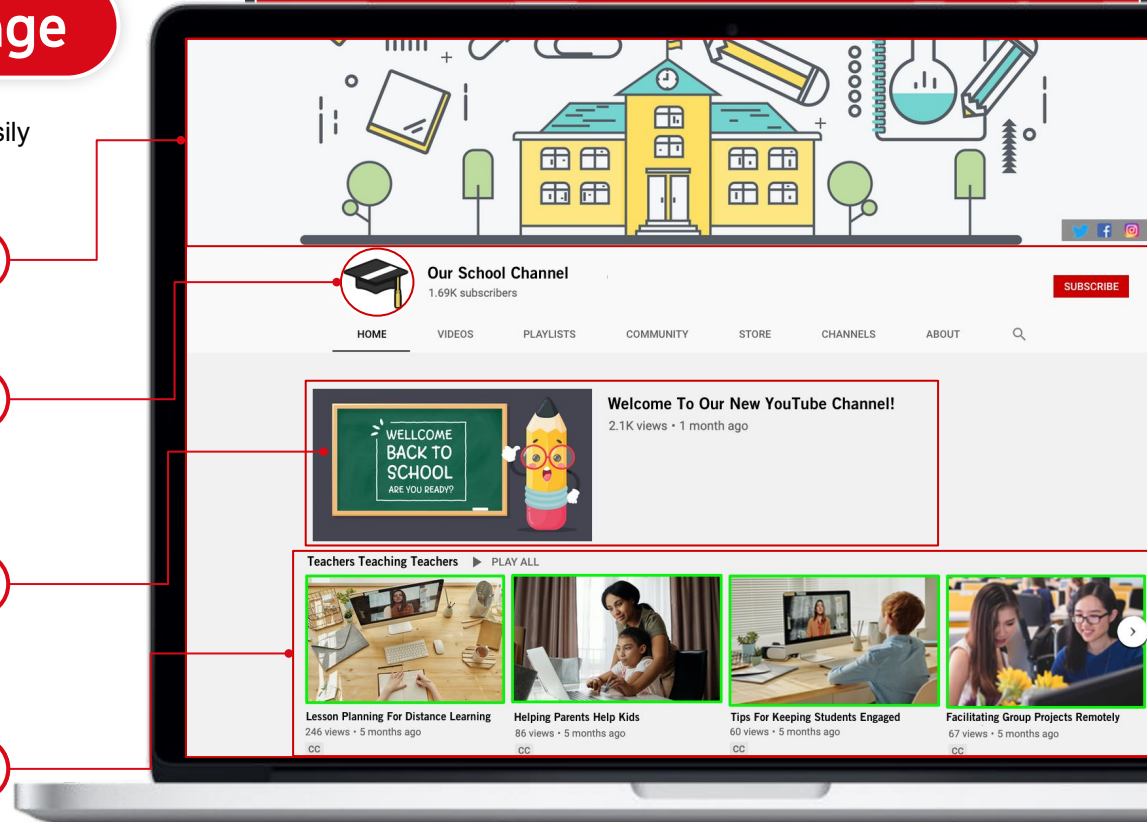 nge
sily
Our School Channel
1.69K subscribers
SUBSCRIBE
HOME VIDEOS PLAYLISTS COMMUNITY STORE CHANNELS ABOUT
WELLCOME
BACK TO
SCHOOL
ARE YOU READY?
Welcome To Our New YouTube Channel!
2.1K views • 1 month ago
Teachers Teaching Teachers PLAY ALL
Lesson Planning For Distance Learning
246 views • 5 months ago
CC
Helping Parents Help Kids
86 views • 5 months ago
CC
Tips For Keeping Students Engaged
60 views • 5 months ago
CC
Facilitating Group Projects Remotely
67 views • 5 months ago
CC